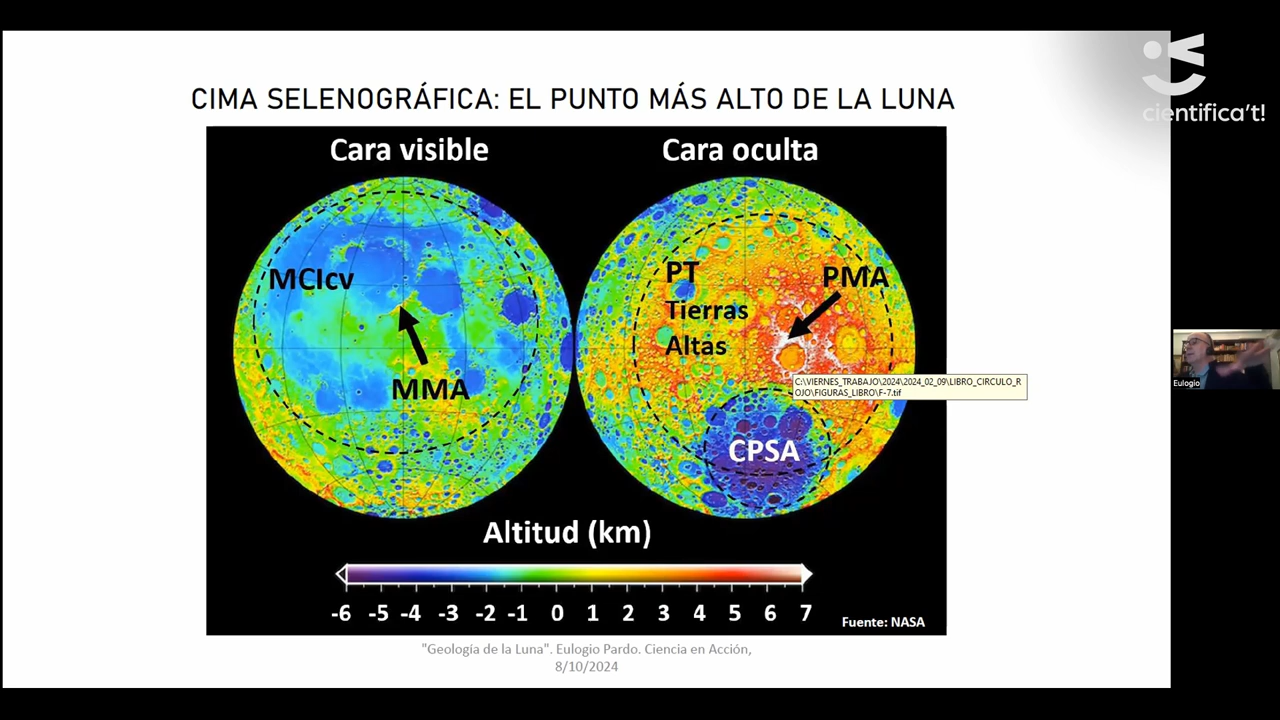 CIMA SELENOGRÁFICA: EL PUNTO MÁS ALTO DE LA LUNA
cientifica't!
Cara visible
Cara oculta
MCIcv
MMA
PT
Tierras
Altas
PMA
C:\VIERNES_TRABAJO\2024\2024_02_09\LIBRO_CIRCULO_R
OJO\FIGURAS_LIBRO\F-7.tif
CPSA
Eulogio
Altitud (km)
-6 -5 -4 -3 -2 -1 0 1 2 3 4 5 6 7
Fuente: NASA
"Geología de la Luna". Eulogio Pardo. Ciencia en Acción,
8/10/2024